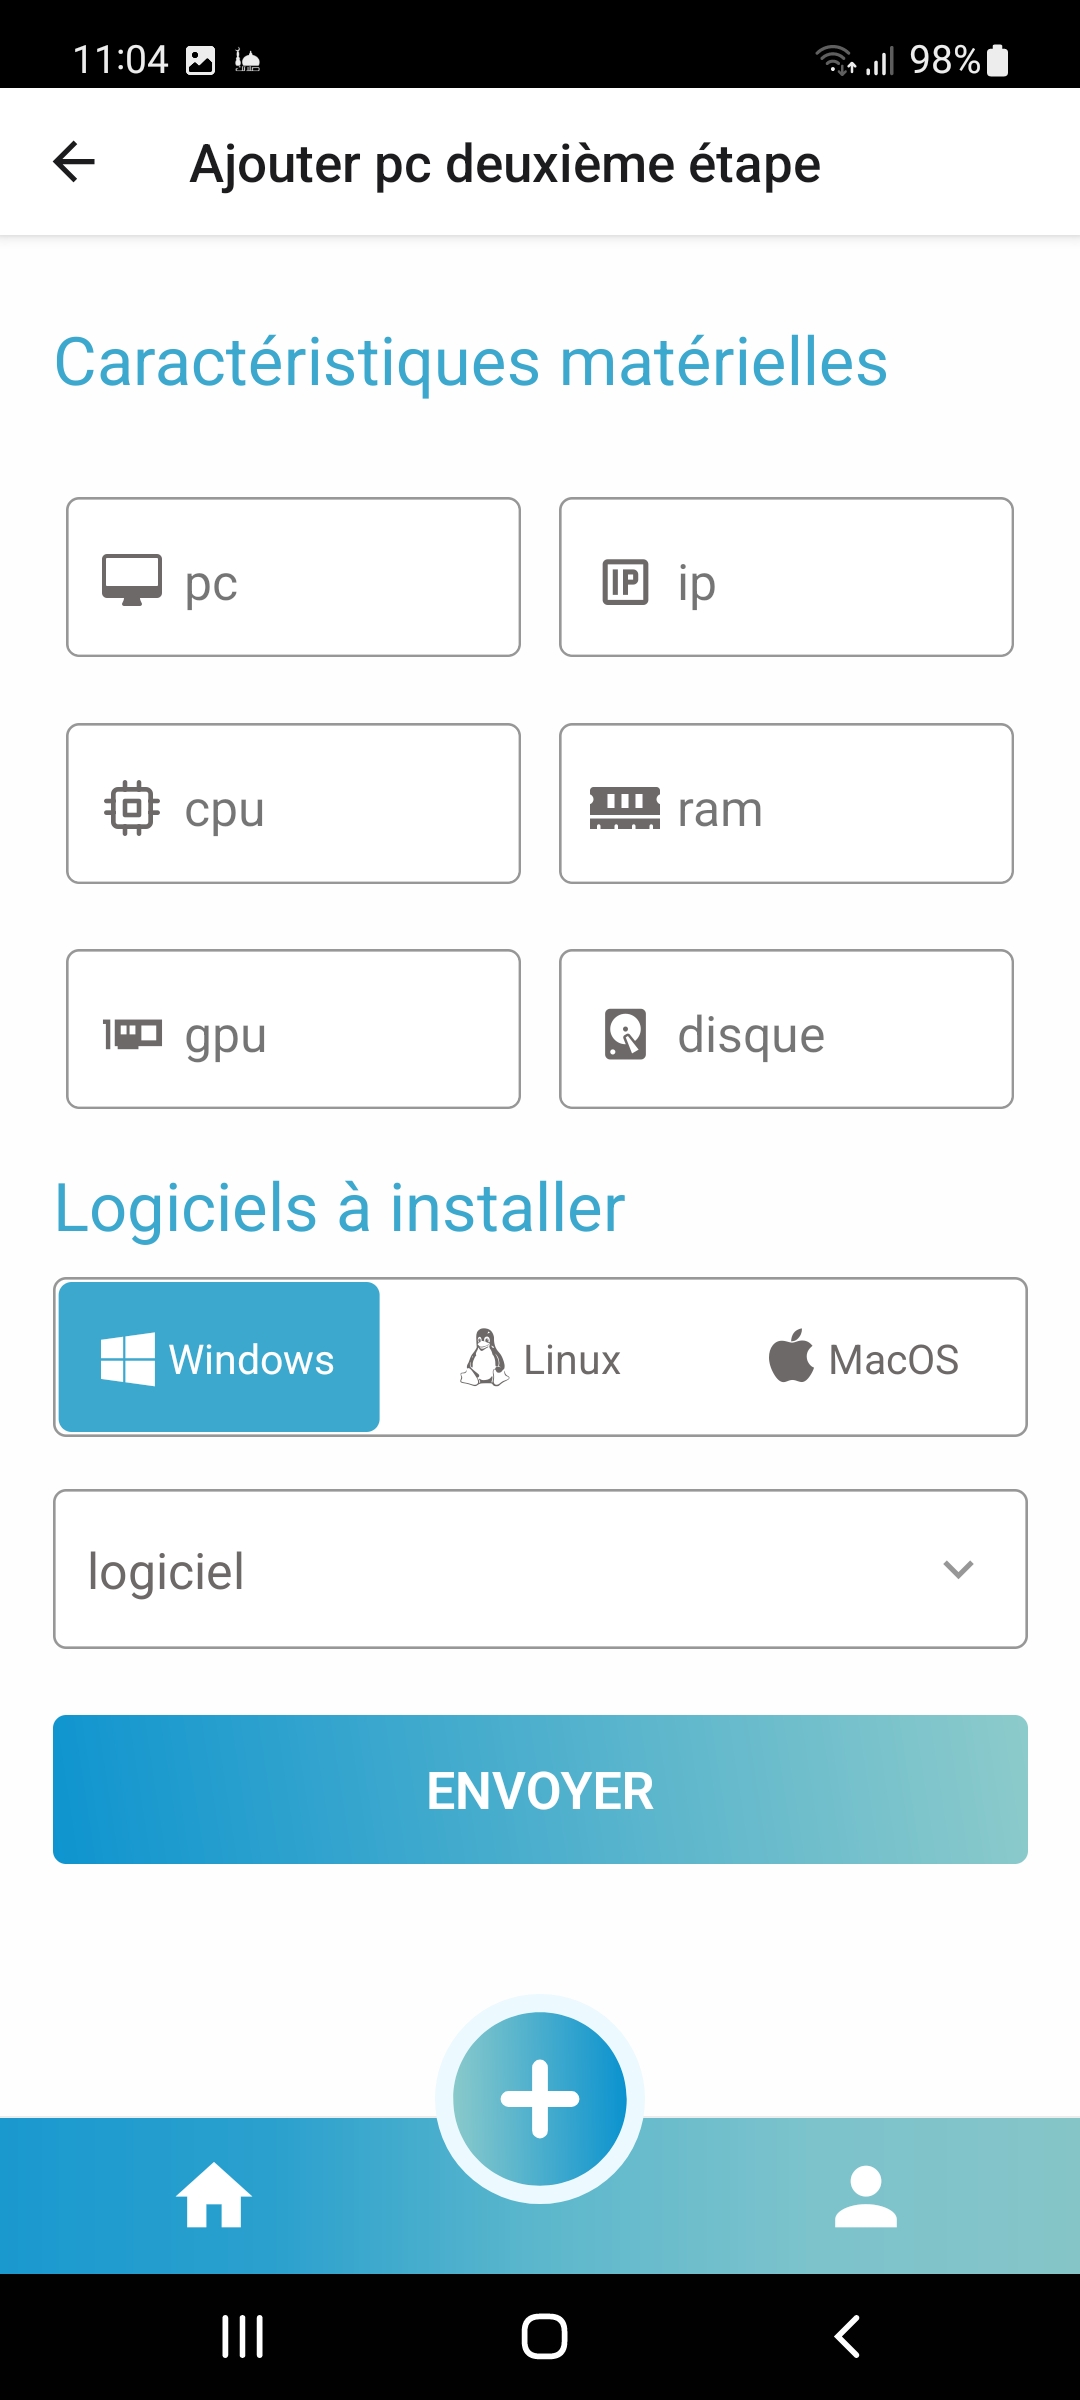 11:04 98%
Ajouter pc deuxième étape
Caractéristiques matérielles
pc IP ip
cpu ram
gpu disque
Logiciels à installer
Windows Linux MacOS
logiciel
ENVOYER